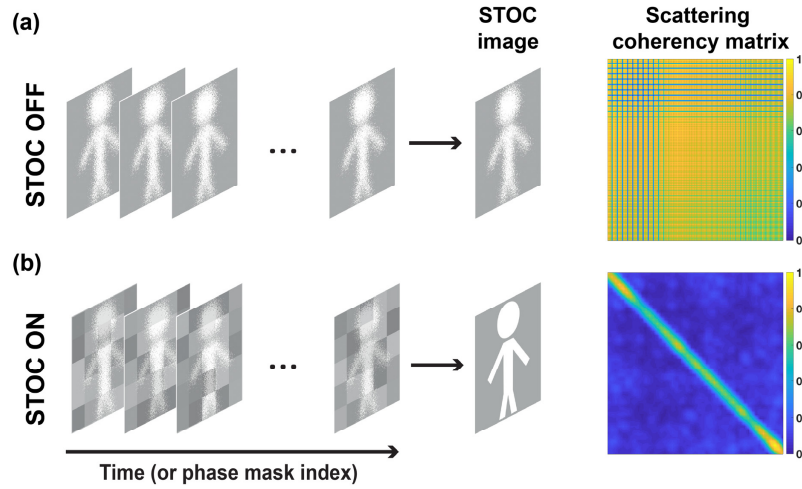 (a)
STOC
image
Scattering
coherency matrix
STOC OFF
...
1
0
0
0
0
0
(b)
STOC ON
...
1
0
0
0
0
0
Time (or phase mask index)